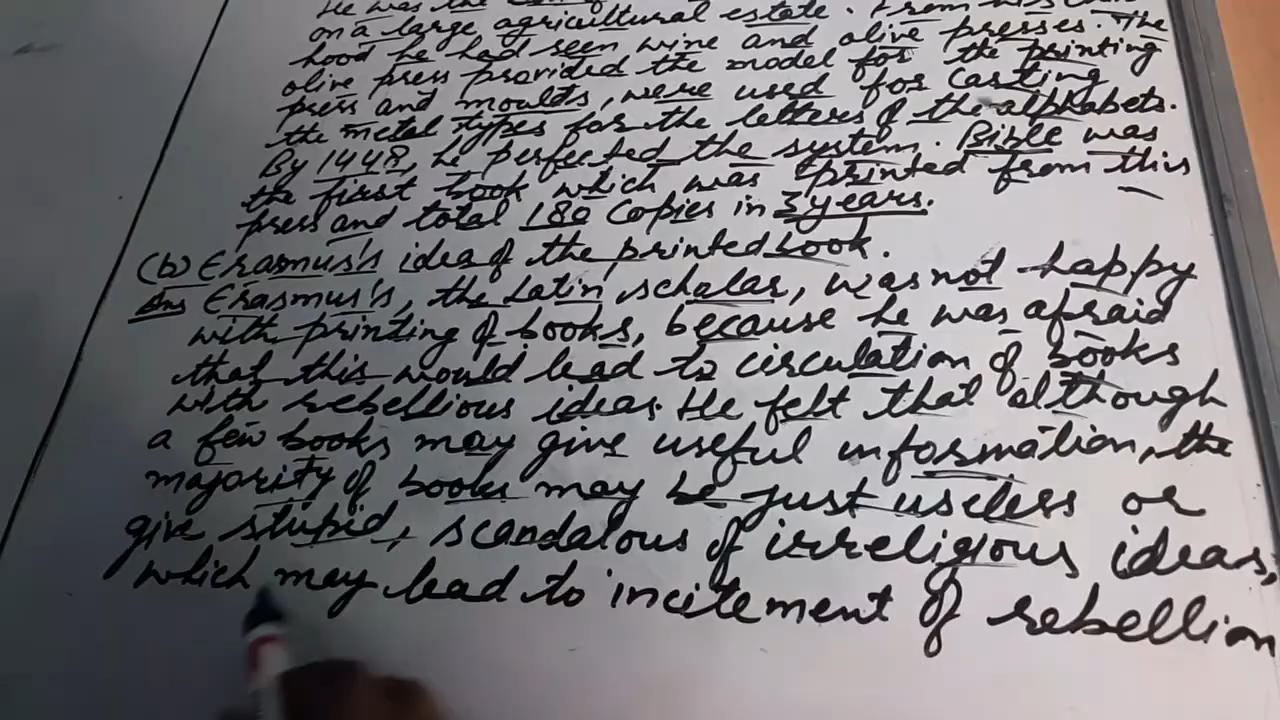 He was the
on a large agricultural estate. From his
hood he had seen wine and olive presses. The
olive press provided the model for the printing
press and moulds, were used for casting
the metal types for the letters of the alphabets.
By 1448, he perfected the system. Bible was
the first book which was printed from this
press and total 180 Copies in 3 years.
(b) Erasmus's idea of the printed book.
Ans Erasmus's, the Latin scholar, was not happy
with printing of books, because he was afraid
that this would lead to circulation of books
with rebellious ideas. He felt that although
a few books may give useful information, the
majority of books may be just useless or
give stupid, scandalous of irreligious ideas,
which may lead to incitement of rebellion